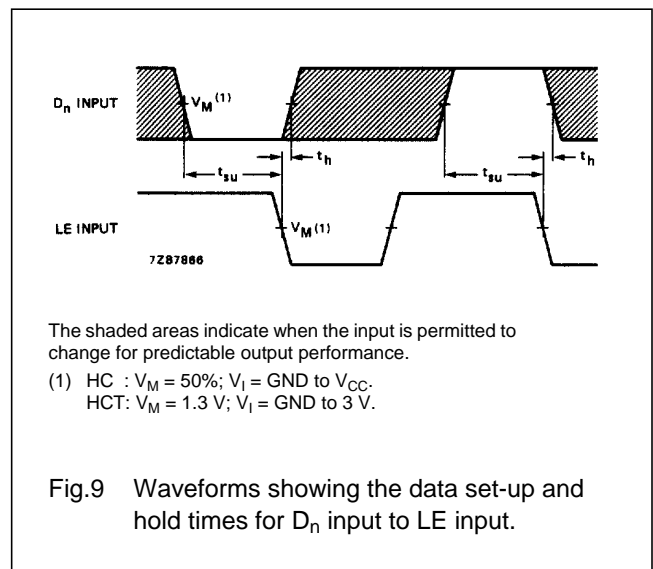 Dn INPUT
VM(1)
th
th
tsu
tsu
LE INPUT
VM(1)
7Z87866
The shaded areas indicate when the input is permitted to
change for predictable output performance.
(1) HC : VM = 50%; VI = GND to VCC.
HCT: VM = 1.3 V; VI = GND to 3 V.
Fig.9 Waveforms showing the data set-up and
hold times for Dn input to LE input.